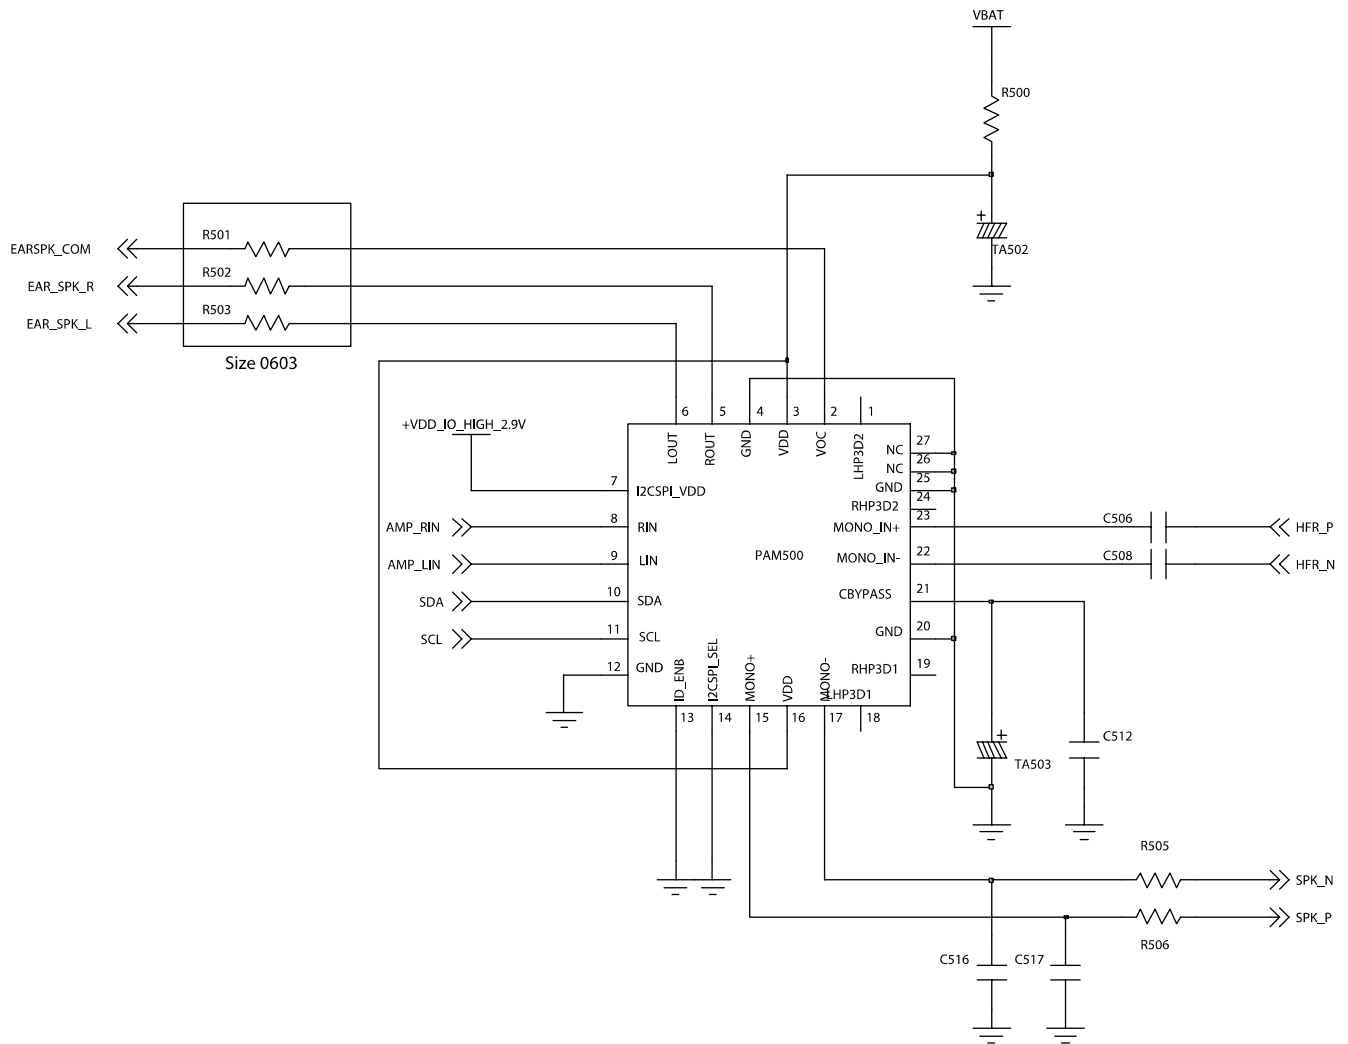 VBAT
R500
TA502
R501
EARSPK_COM
R502
EAR_SPK_R
R503
EAR_SPK_L
Size 0603
6
5
4
3
2
1
LOUT
ROUT
GND
VDD
VOC
LHP3D2
+VDD_IO_HIGH_2.9V
7
I2CSPI_VDD
AMP_RIN
8
RIN
AMP_LIN
9
LIN
SDA
10
SDA
SCL
11
SCL
12
GND
PAM500
NC
27
NC
26
GND
25
RHP3D2
24
MONO_IN+
23
C506
HFR_P
MONO_IN-
22
C508
HFR_N
CBYPASS
21
GND
20
RHP3D1
19
ID_ENB
I2CSPI_SEL
MONO+
VDD
MONO-
LHP3D1
13
14
15
16
17
18
TA503
C512
R505
SPK_N
SPK_P
R506
C516
C517